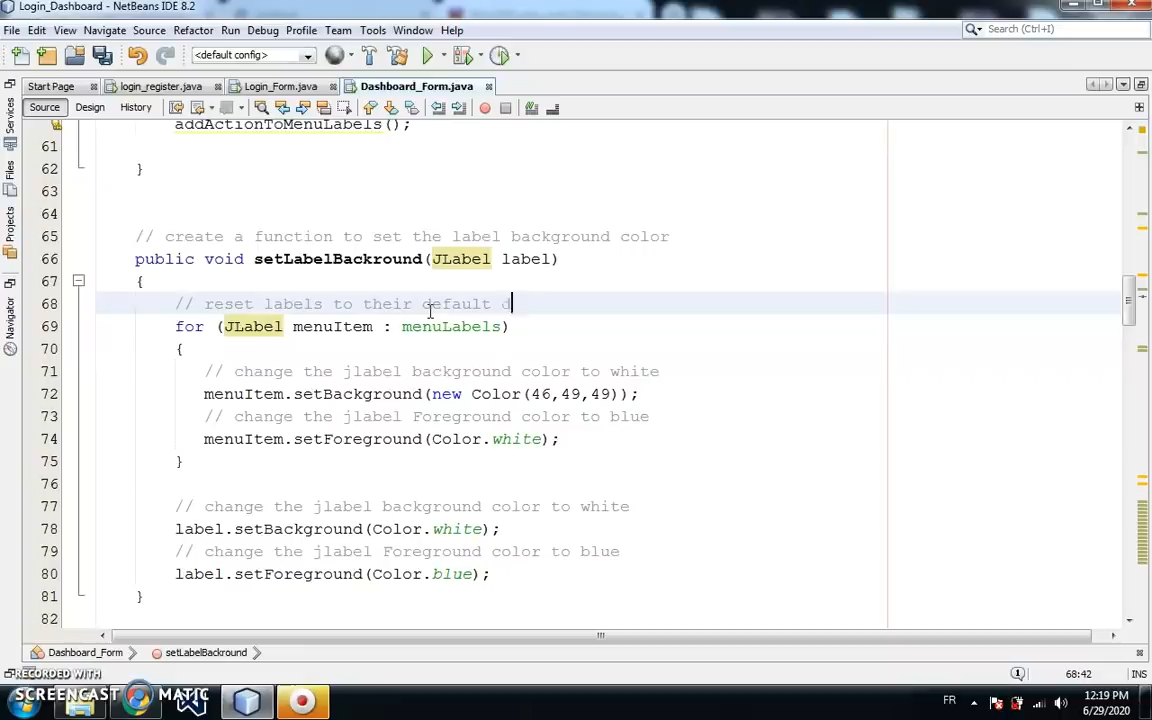 Login_Dashboard - NetBeans IDE 8.2
File Edit View Navigate Source Refactor Run Debug Profile Team Tools Window Help
Search (Ctrl+I)
<default config>
Start Page login_register.java Login_Form.java Dashboard_Form.java
Source Design History
Services
Files
Projects
Navigator
addActionToMenuLabels();
61
62 }
63
64
65 // create a function to set the label background color
66 public void setLabelBackround(JLabel label)
67 {
68 // reset labels to their default d
69 for (JLabel menuItem : menuLabels)
70 {
71 // change the jlabel background color to white
72 menuItem.setBackground(new Color(46,49,49));
73 // change the jlabel Foreground color to blue
74 menuItem.setForeground(Color.white);
75 }
76
77 // change the jlabel background color to white
78 label.setBackground(Color.white);
79 // change the jlabel Foreground color to blue
80 label.setForeground(Color.blue);
81 }
82
Dashboard_Form setLabelBackround
68:42 INS
RECORDED WITH
SCREENCAST MATIC
FR
12:19 PM
6/29/2020